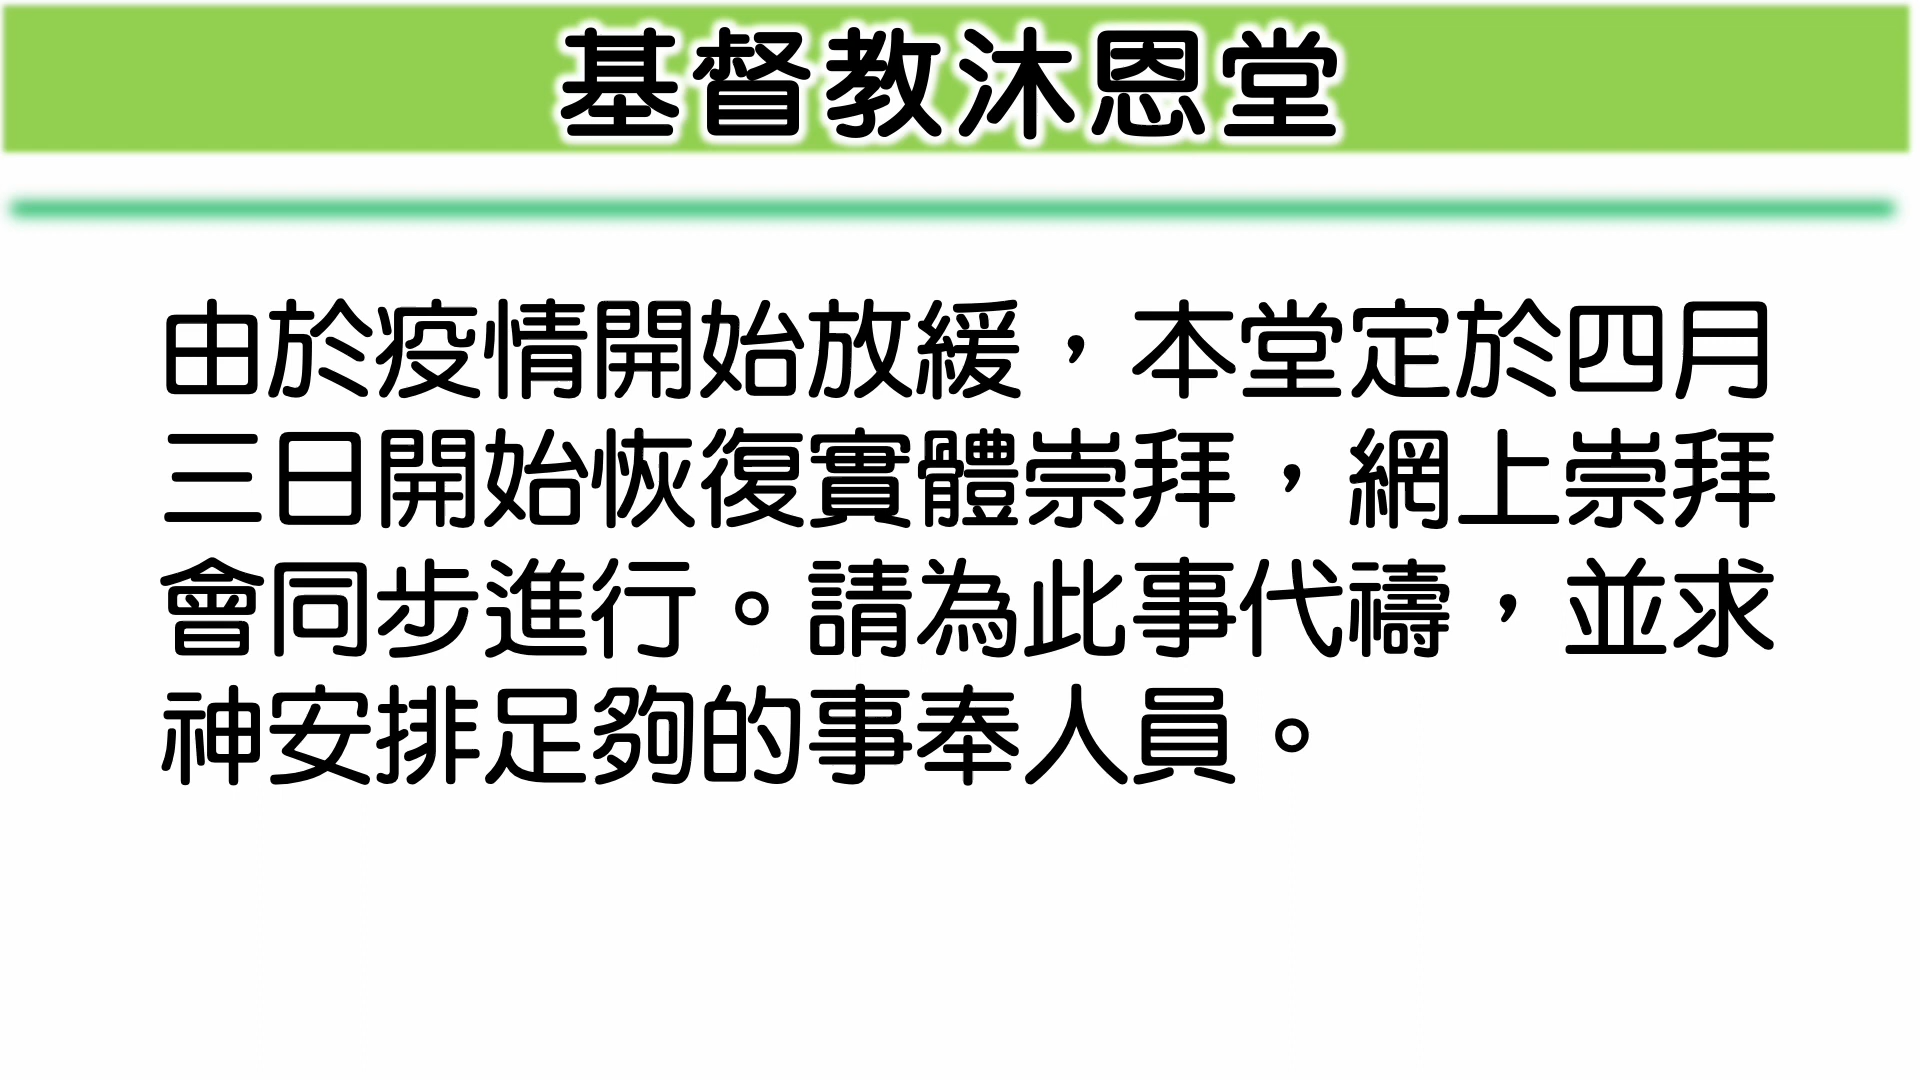 基督教沐恩堂
由於疫情開始放緩，本堂定於四月
三日開始恢復實體崇拜，網上崇拜
會同步進行。請為此事代禱，並求
神安排足夠的事奉人員。